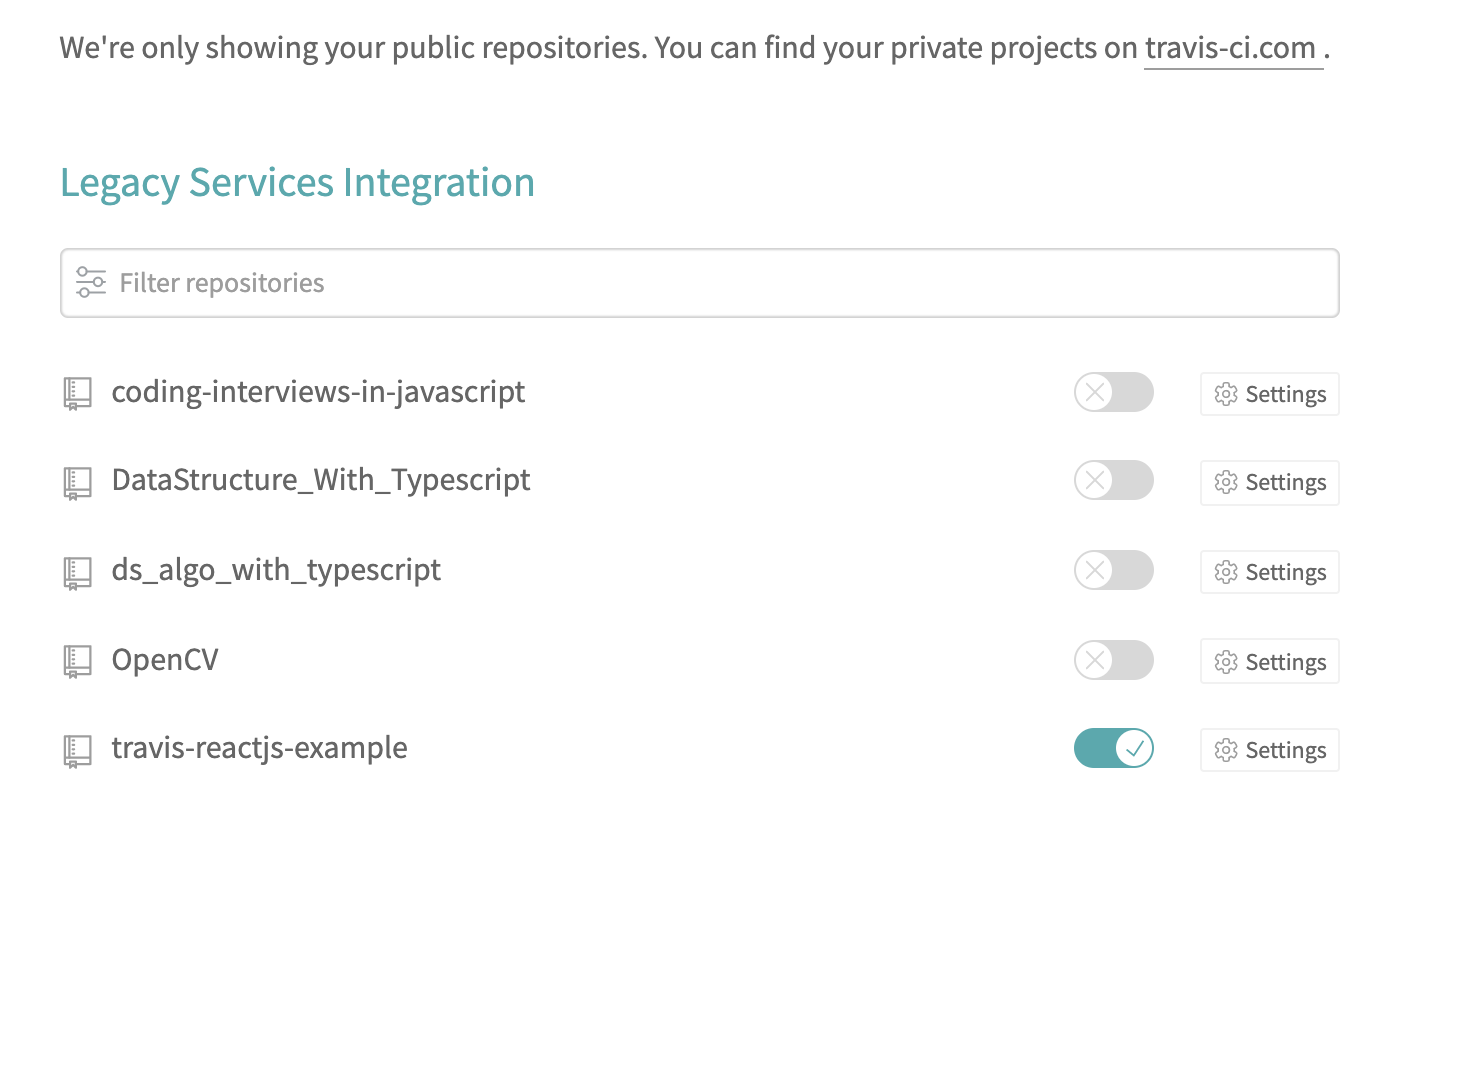 We're only showing your public repositories. You can find your private projects on travis-ci.com .
Legacy Services Integration
Filter repositories
coding-interviews-in-javascript Settings
DataStructure_With_Typescript Settings
ds_algo_with_typescript Settings
OpenCV Settings
travis-reactjs-example Settings